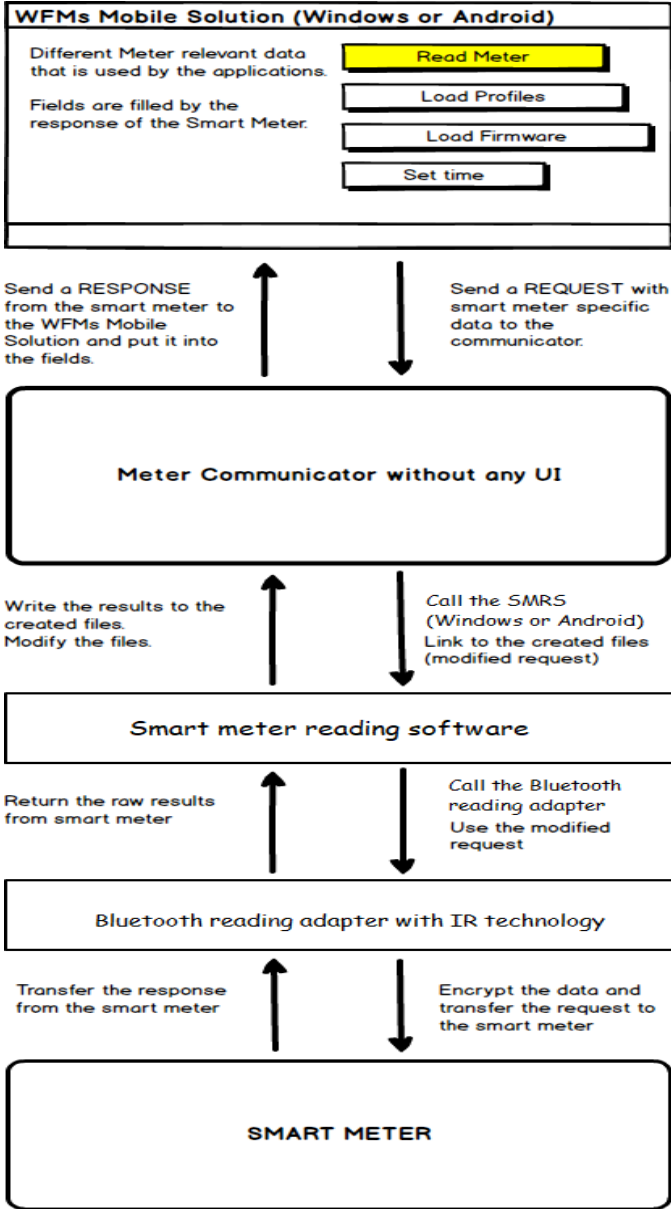 WFMs Mobile Solution (Windows or Android)
Different Meter relevant data
that is used by the applications.
Fields are filled by the
response of the Smart Meter.
Read Meter
Load Profiles
Load Firmware
Set time
Send a RESPONSE
from the smart meter to
the WFMs Mobile
Solution and put it into
the fields.
Send a REQUEST with
smart meter specific
data to the
communicator.
Meter Communicator without any UI
Write the results to the
created files.
Modify the files.
Call the SMRS
(Windows or Android)
Link to the created files
(modified request)
Smart meter reading software
Return the raw results
from smart meter
Call the Bluetooth
reading adapter
Use the modified
request
Bluetooth reading adapter with IR technology
Transfer the response
from the smart meter
Encrypt the data and
transfer the request to
the smart meter
SMART METER